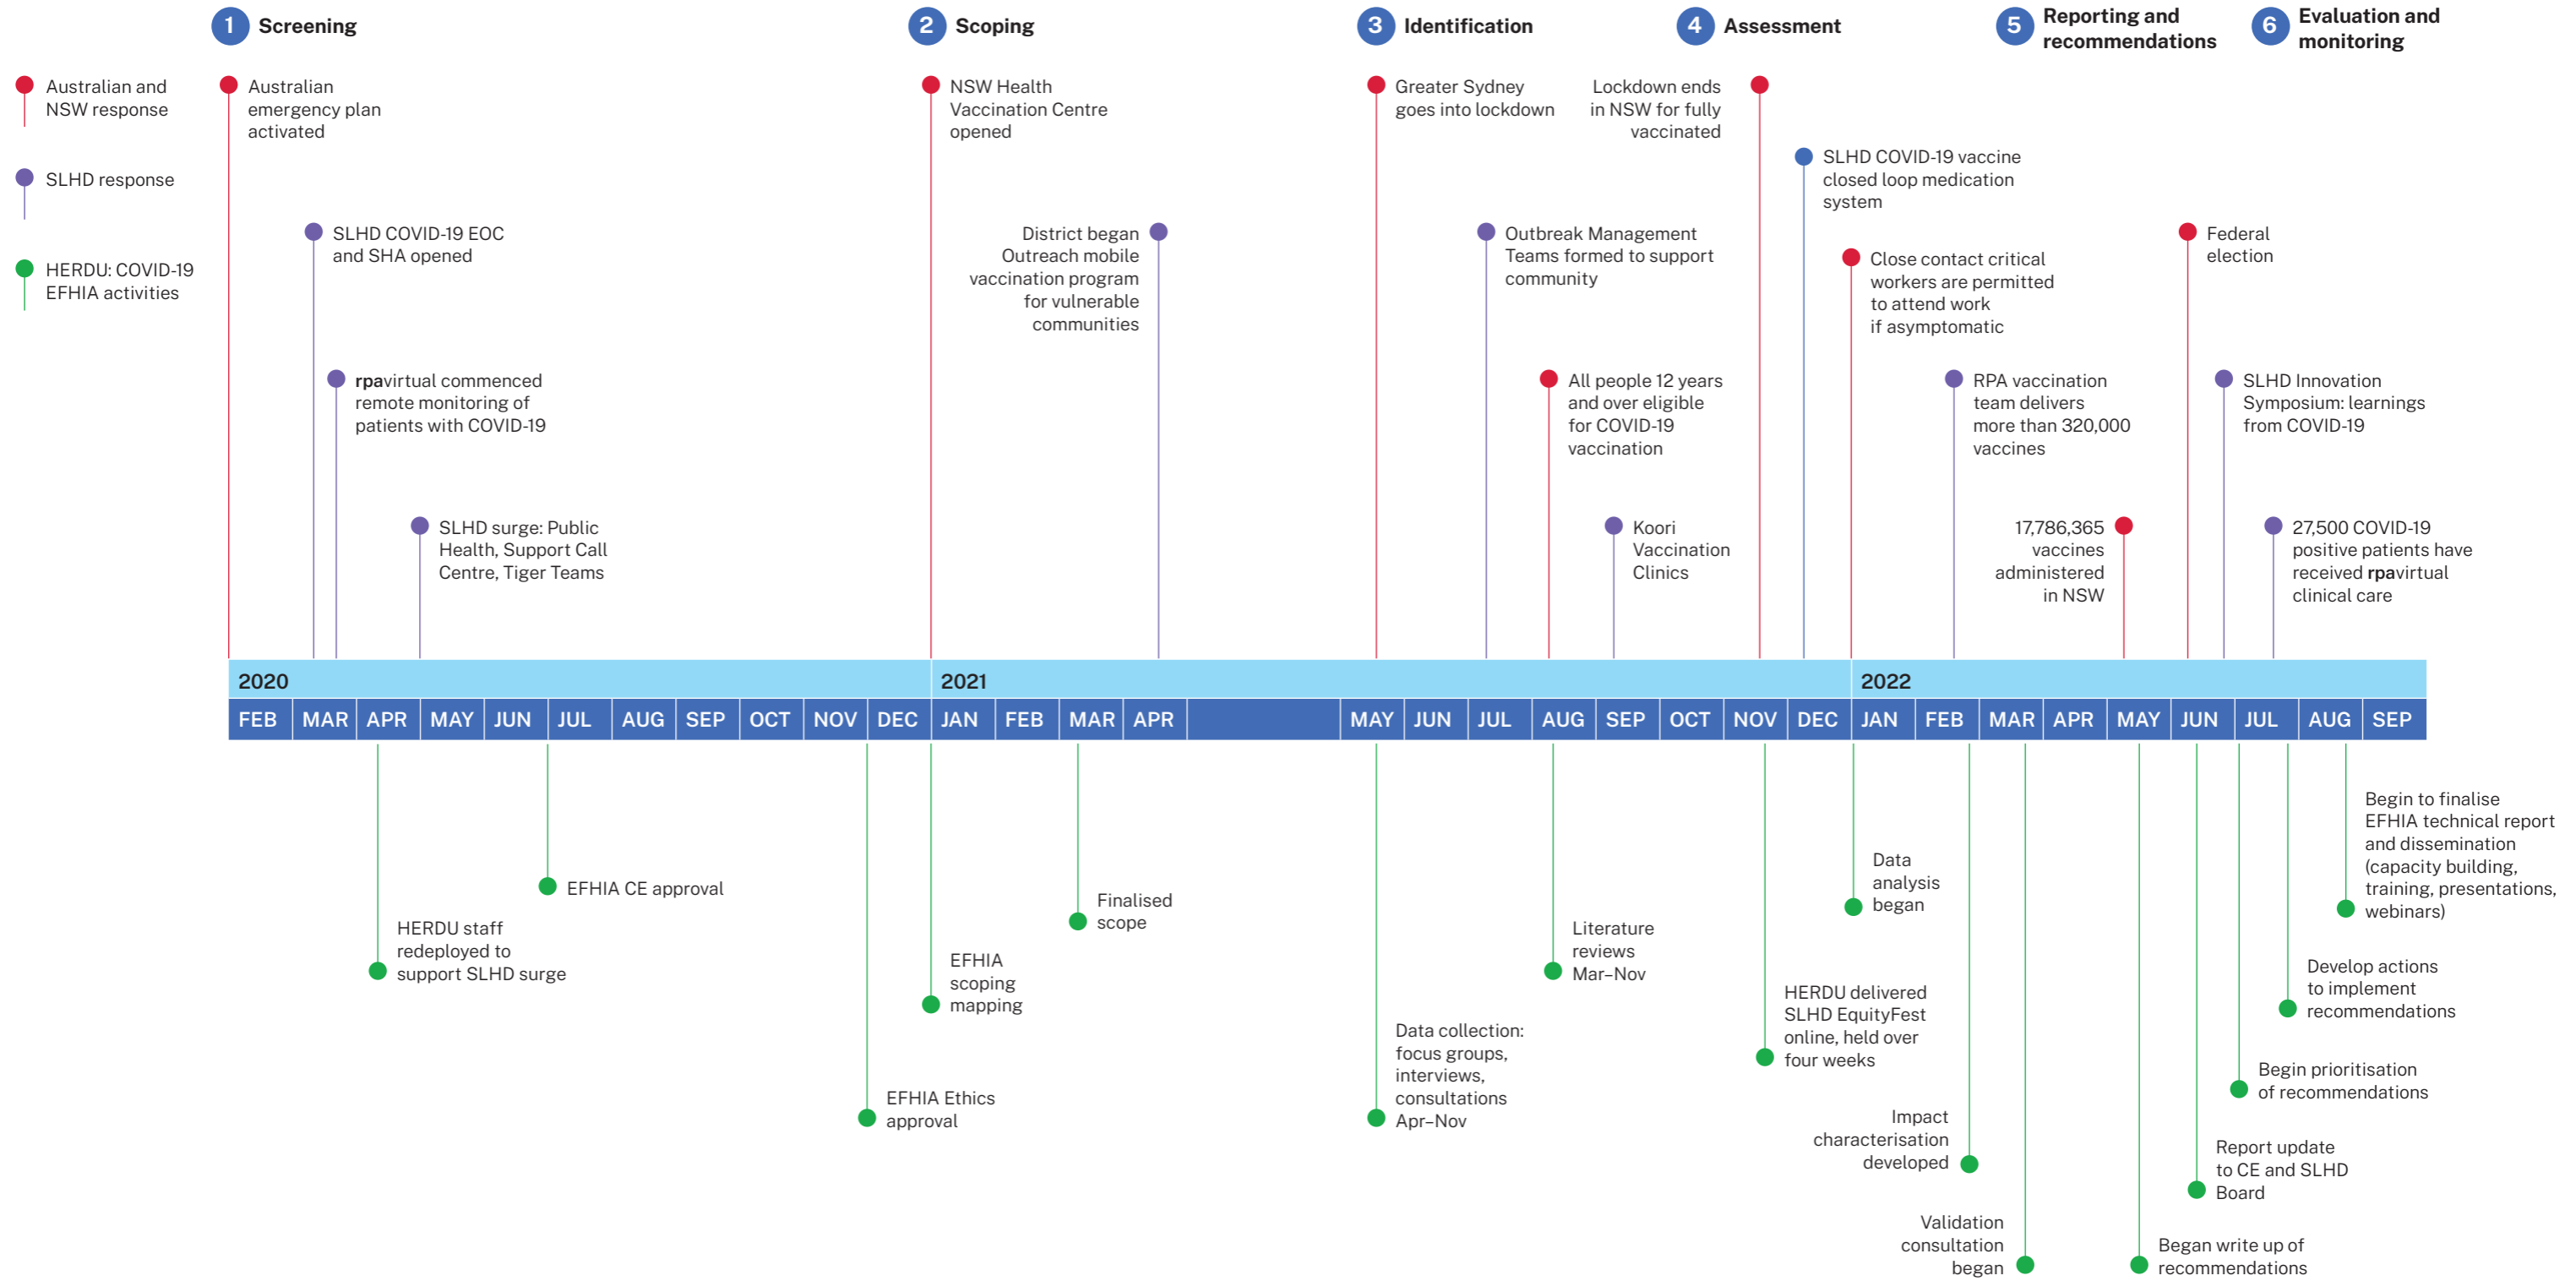 1 Screening
2 Scoping
3 Identification
4 Assessment
5 Reporting and
recommendations
6 Evaluation and
monitoring
Australian and
NSW response
SLHD response
HERDU: COVID-19
EFHIA activities
Australian
emergency plan
activated
SLHD COVID-19 EOC
and SHA opened
rpavirtual commenced
remote monitoring of
patients with COVID-19
SLHD surge: Public
Health, Support Call
Centre, Tiger Teams
NSW Health
Vaccination Centre
opened
District began
Outreach mobile
vaccination program
for vulnerable
communities
Greater Sydney
goes into lockdown
Outbreak Management
Teams formed to support
community
All people 12 years
and over eligible
for COVID-19
vaccination
Koori
Vaccination
Clinics
Lockdown ends
in NSW for fully
vaccinated
SLHD COVID-19 vaccine
closed loop medication
system
Close contact critical
workers are permitted
to attend work
if asymptomatic
RPA vaccination
team delivers
more than 320,000
vaccines
17,786,365
vaccines
administered
in NSW
Federal
election
SLHD Innovation
Symposium: learnings
from COVID-19
27,500 COVID-19
positive patients have
received rpavirtual
clinical care
2020 2021 2022
FEB MAR APR MAY JUN JUL AUG SEP OCT NOV DEC JAN FEB MAR APR MAY JUN JUL AUG SEP OCT NOV DEC JAN FEB MAR APR MAY JUN JUL AUG SEP
HERDU staff
redeployed to
support SLHD surge
EFHIA CE approval
EFHIA Ethics
approval
EFHIA
scoping
mapping
Finalised
scope
Data collection:
focus groups,
interviews,
consultations
Apr–Nov
Literature
reviews
Mar–Nov
HERDU delivered
SLHD EquityFest
online, held over
four weeks
Data
analysis
began
Impact
characterisation
developed
Validation
consultation
began
Began write up of
recommendations
Report update
to CE and SLHD
Board
Begin prioritisation
of recommendations
Develop actions
to implement
recommendations
Begin to finalise
EFHIA technical report
and dissemination
(capacity building,
training, presentations,
webinars)